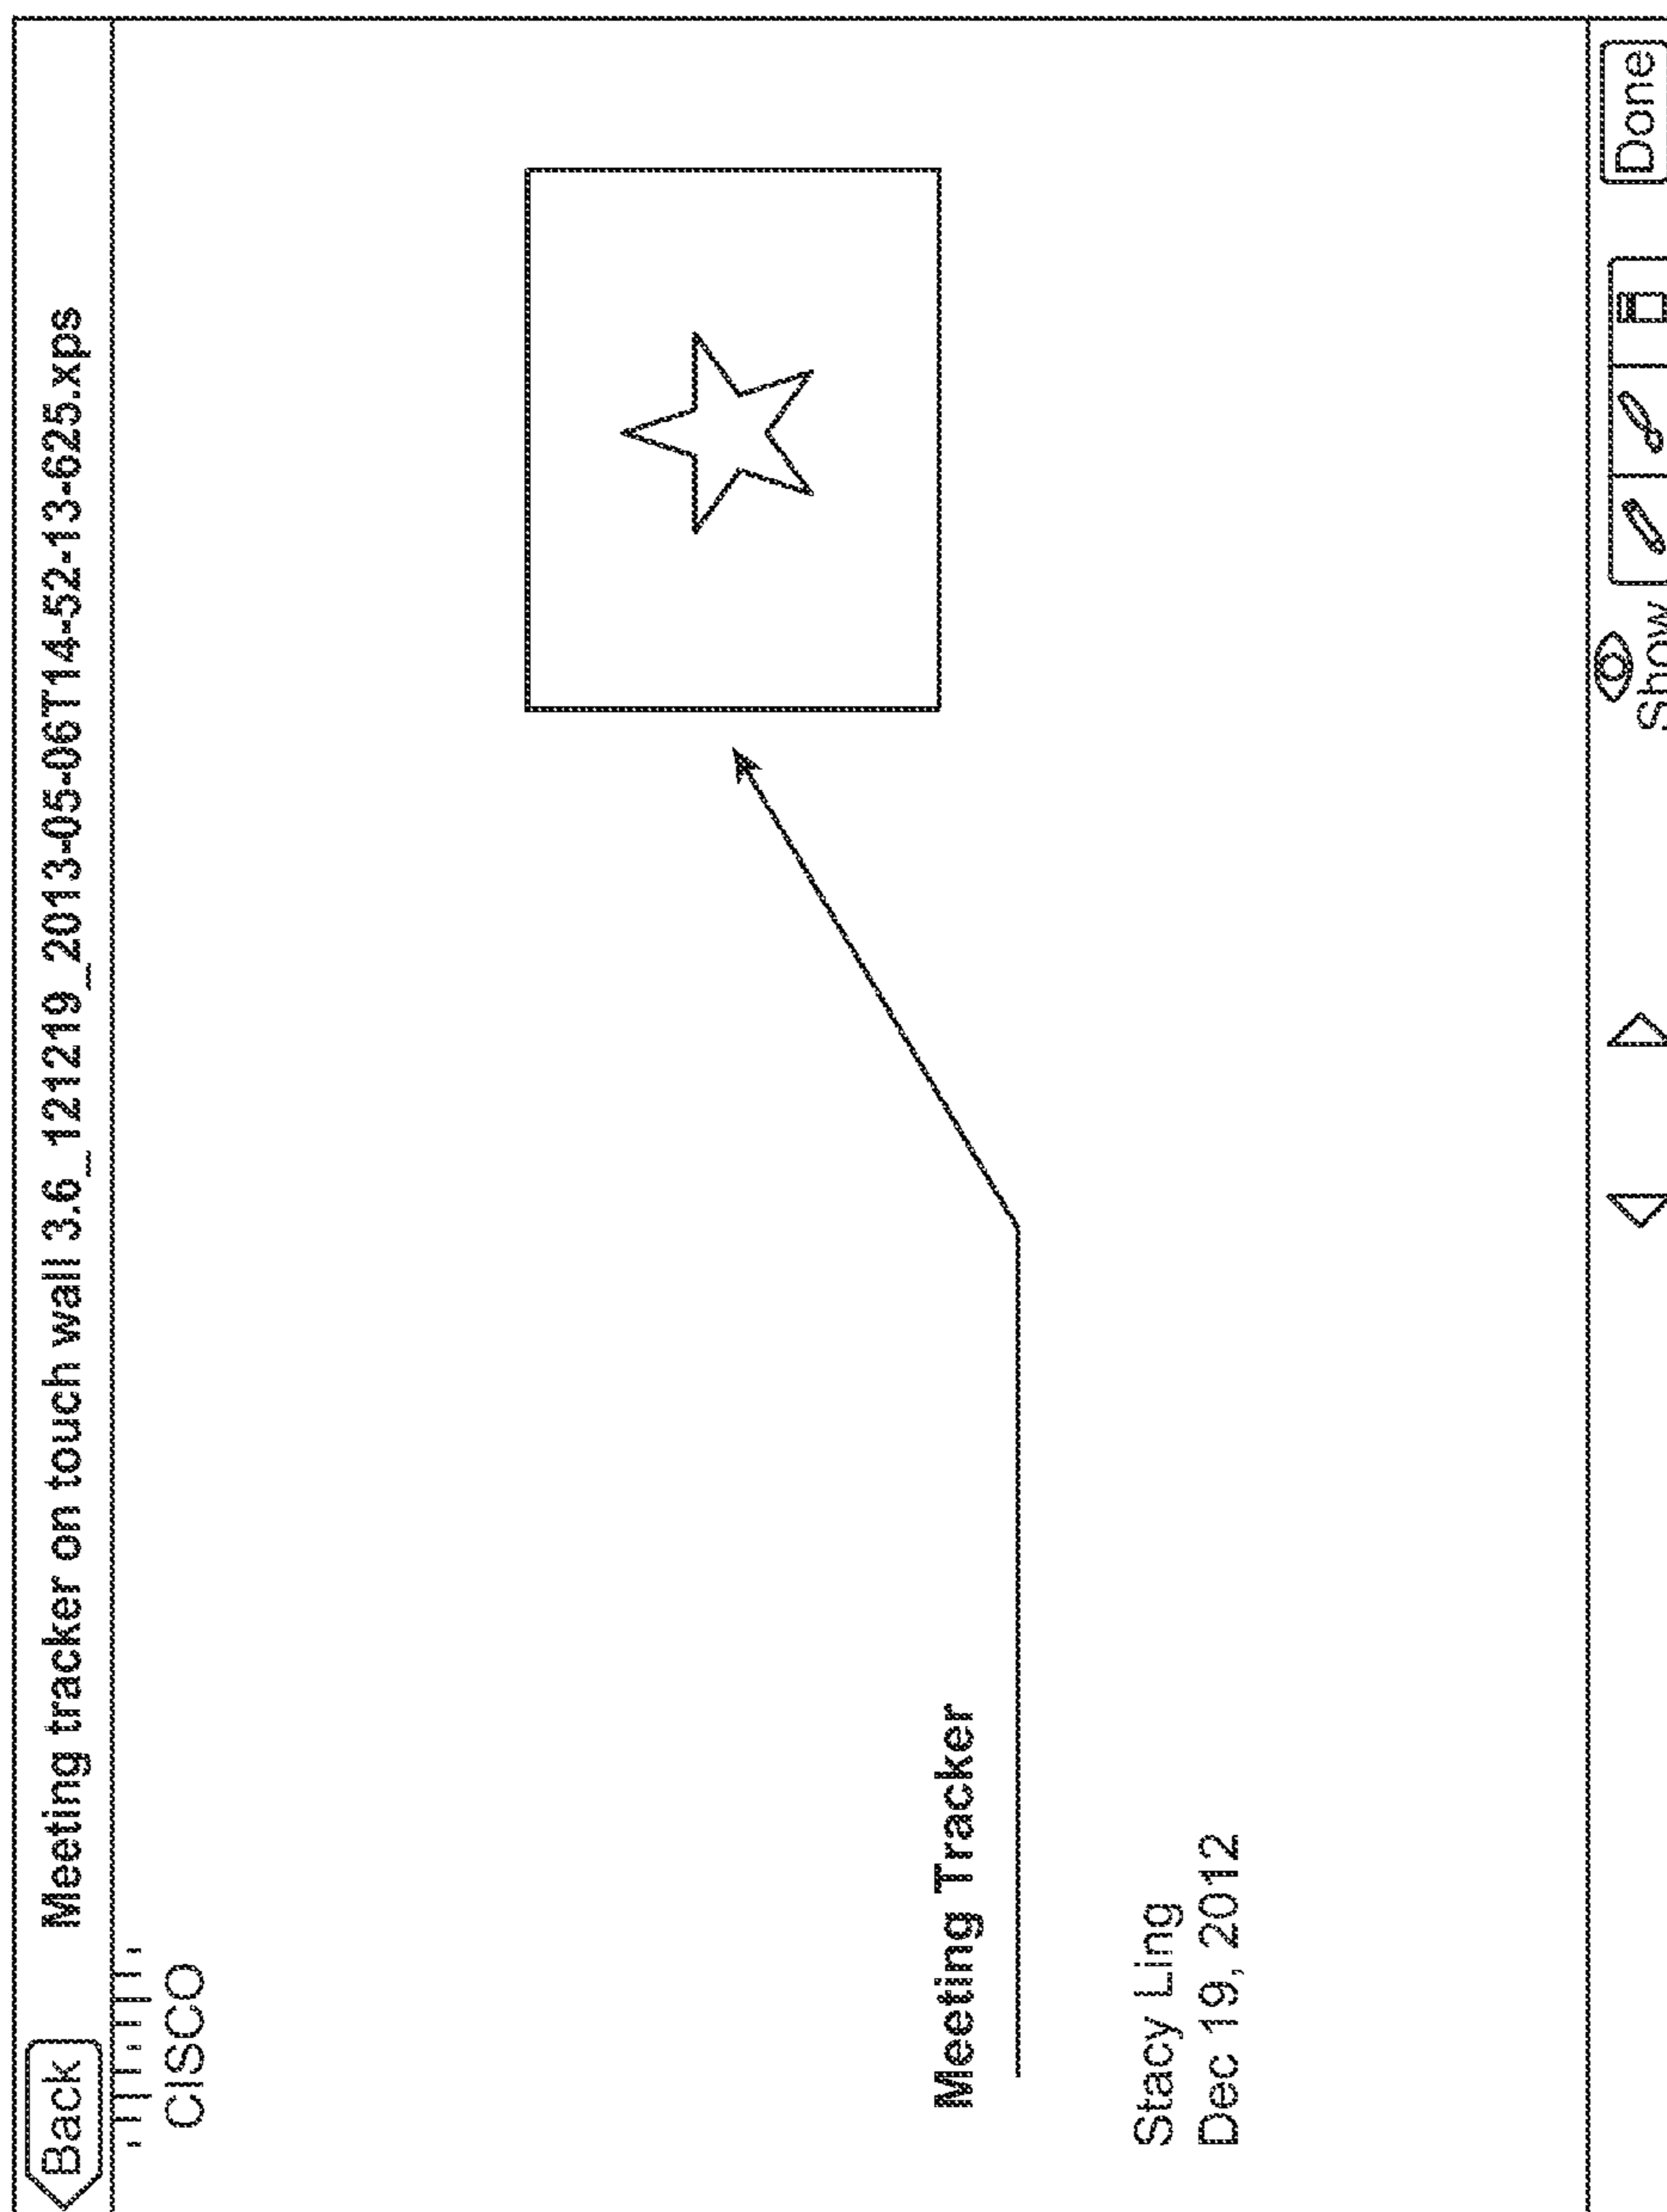 Back
Meeting tracker on touch wall 3.6_121219_2013-05-06T14-52-13-625.xps
CISCO
Meeting Tracker
Stacy Ling
Dec 19, 2012
Show
Done